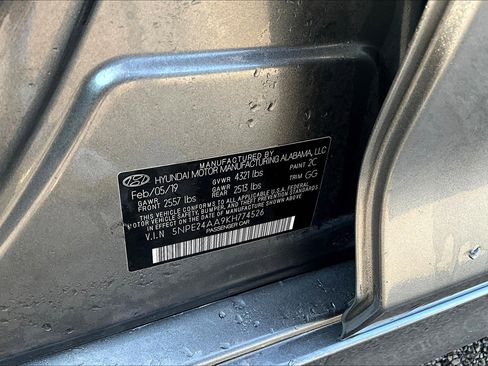 MANUFACTURED BY
HYUNDAI MOTOR MANUFACTURING ALABAMA, LLC
Feb/05/19 GVWR 4321 lbs PAINT 2C
GAWR FRONT 2557 lbs GAWR REAR 2513 lbs TRIM GG
THIS VEHICLE CONFORMS TO ALL APPLICABLE U.S.A. FEDERAL
MOTOR VEHICLE SAFETY, BUMPER, AND THEFT PREVENTION STANDARDS
IN EFFECT ON THE DATE OF MANUFACTURE SHOWN ABOVE.
V.I.N 5NPE24AA9KH774526
PASSENGER CAR